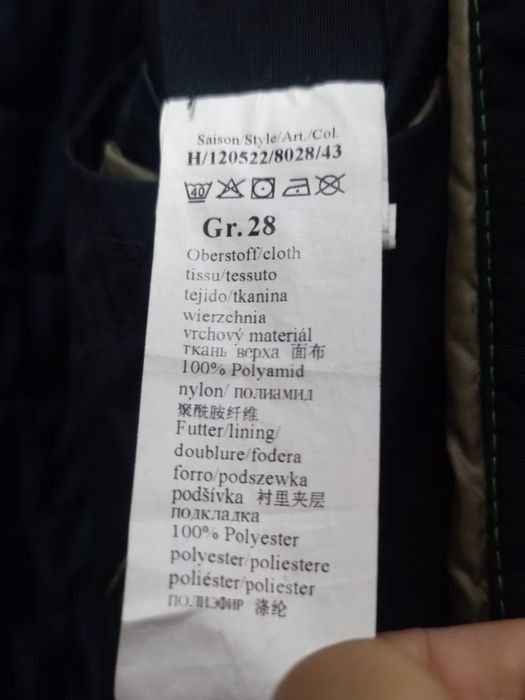 Saison/Style/Art./Col.
H/120522/8028/43
40
Gr.28
Oberstoff/cloth
tissu/tessuto
tejido/tkanina
wierzchnia
vrchový materiál
ткань верха 面布
100% Polyamid
nylon/ полиамид
聚酰胺纤维
Futter/lining/
doublure/fodera
forro/podszewka
podšívka 衬里夹层
подкладка
100% Polyester
polyester/poliestere
poliéster/poliester
полиэфир 涤纶